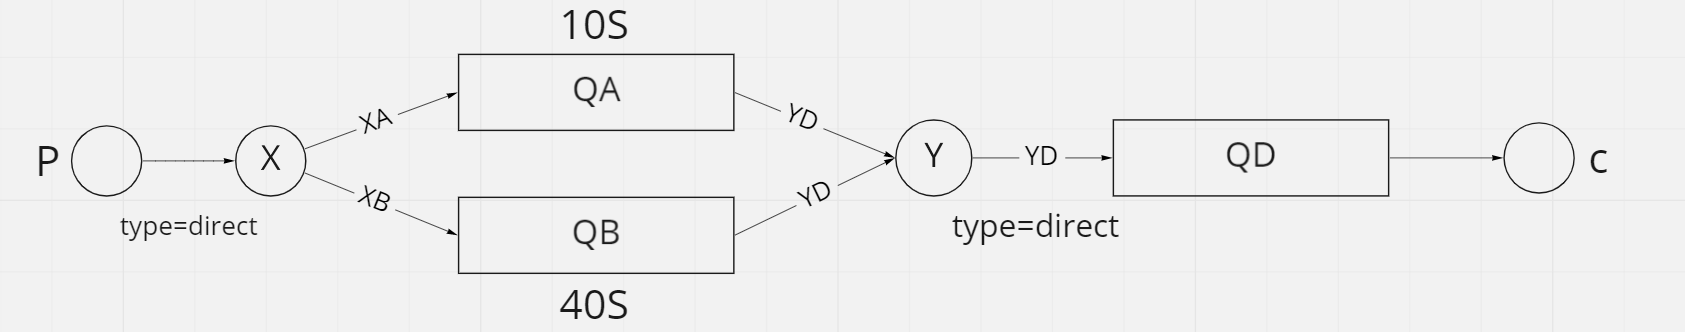 10S
QA
XA
YD
P
X
Y
YD
QD
c
XB
YD
type=direct
type=direct
QB
40S